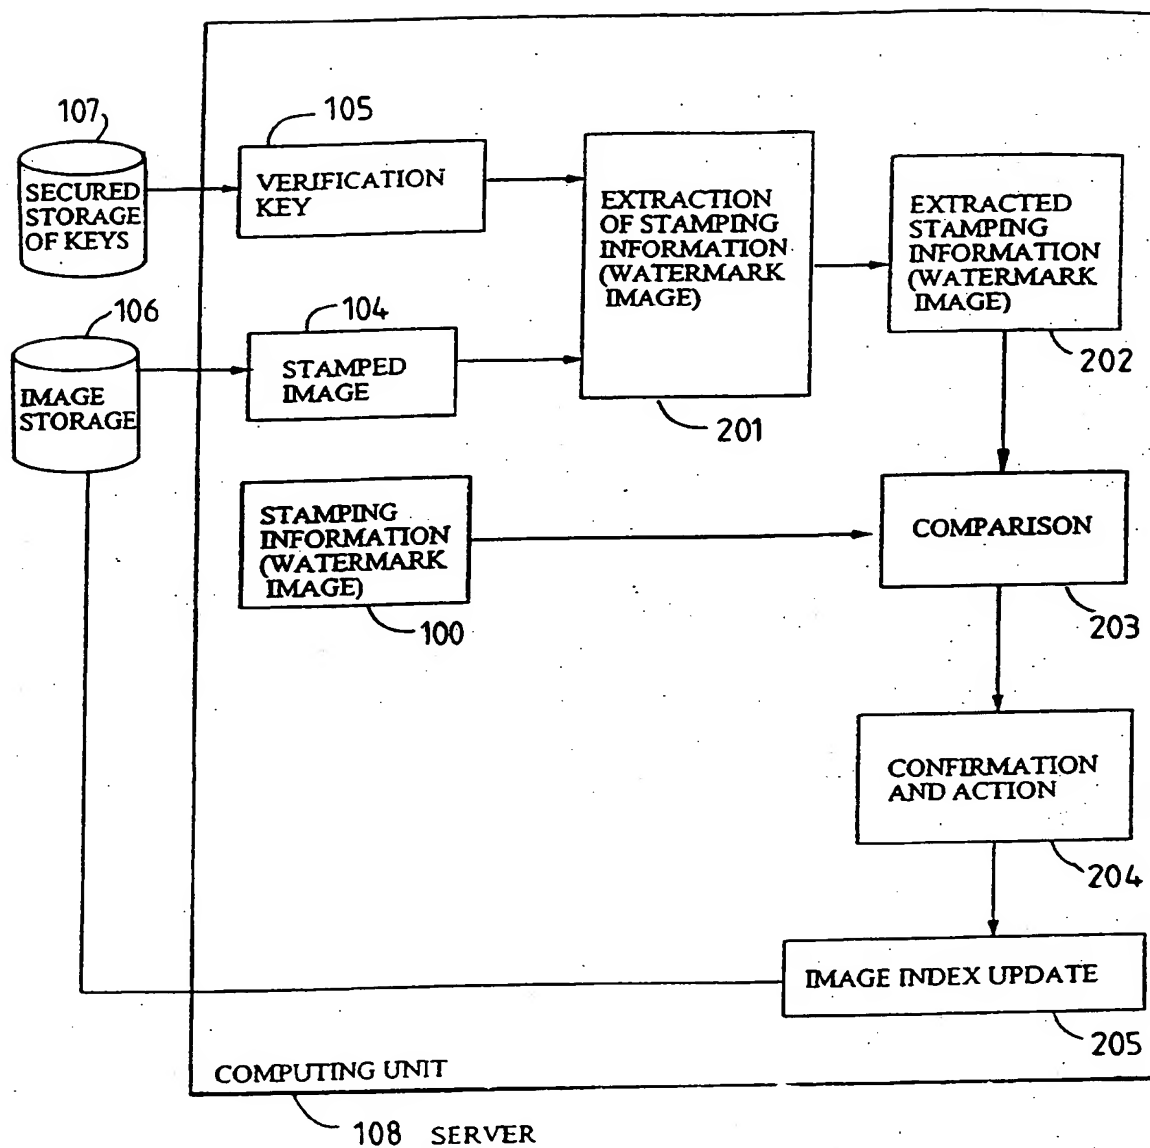 107
105
SECURED
STORAGE
OF KEYS
VERIFICATION
KEY
EXTRACTION
OF STAMPING
INFORMATION
(WATERMARK
IMAGE)
EXTRACTED
STAMPING
INFORMATION
(WATERMARK
IMAGE)
106
104
202
IMAGE
STORAGE
STAMPED
IMAGE
201
STAMPING
INFORMATION
(WATERMARK
IMAGE)
100
COMPARISON
203
CONFIRMATION
AND ACTION
204
IMAGE INDEX UPDATE
205
COMPUTING UNIT
108 SERVER